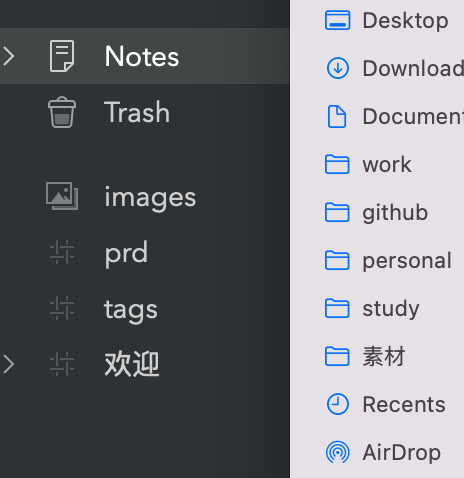 Notes
Trash
images
prd
tags
欢迎
Desktop
Download
Document
work
github
personal
study
素材
Recents
AirDrop